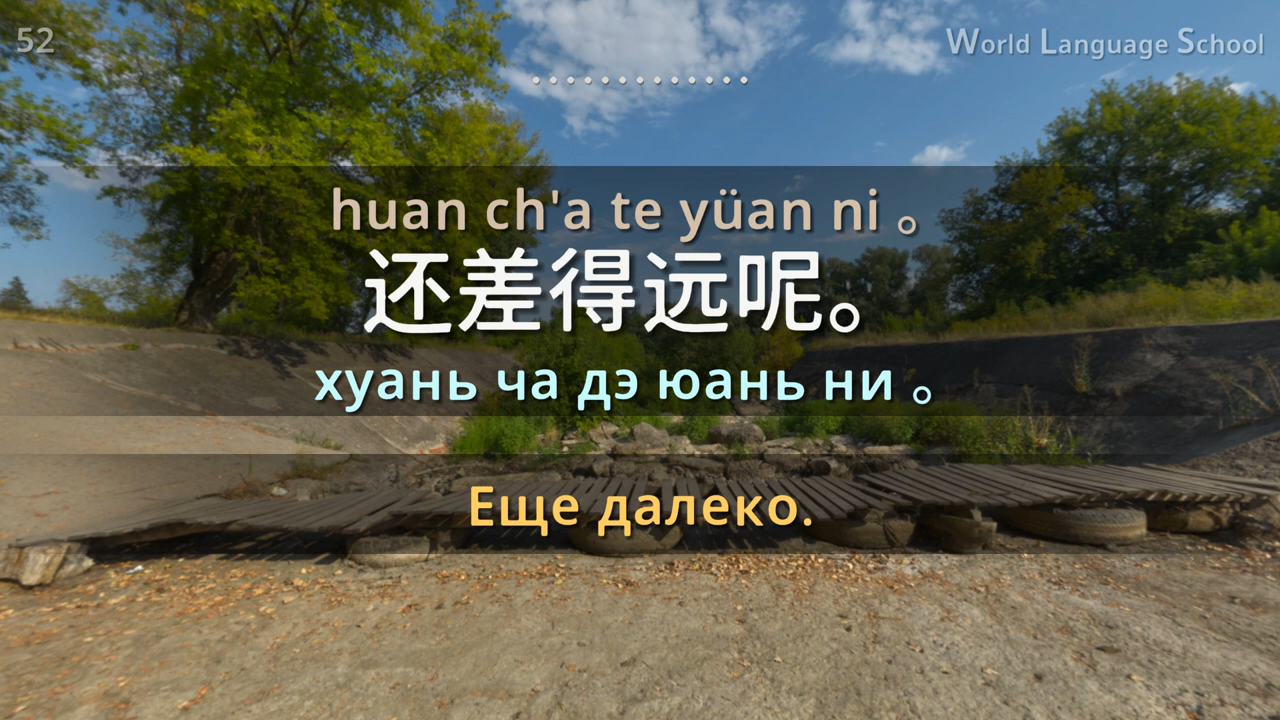 52
World Language School
huan ch'a te yüan ni 。
还差得远呢。
хуань ча дэ юань ни 。
Еще далеко.